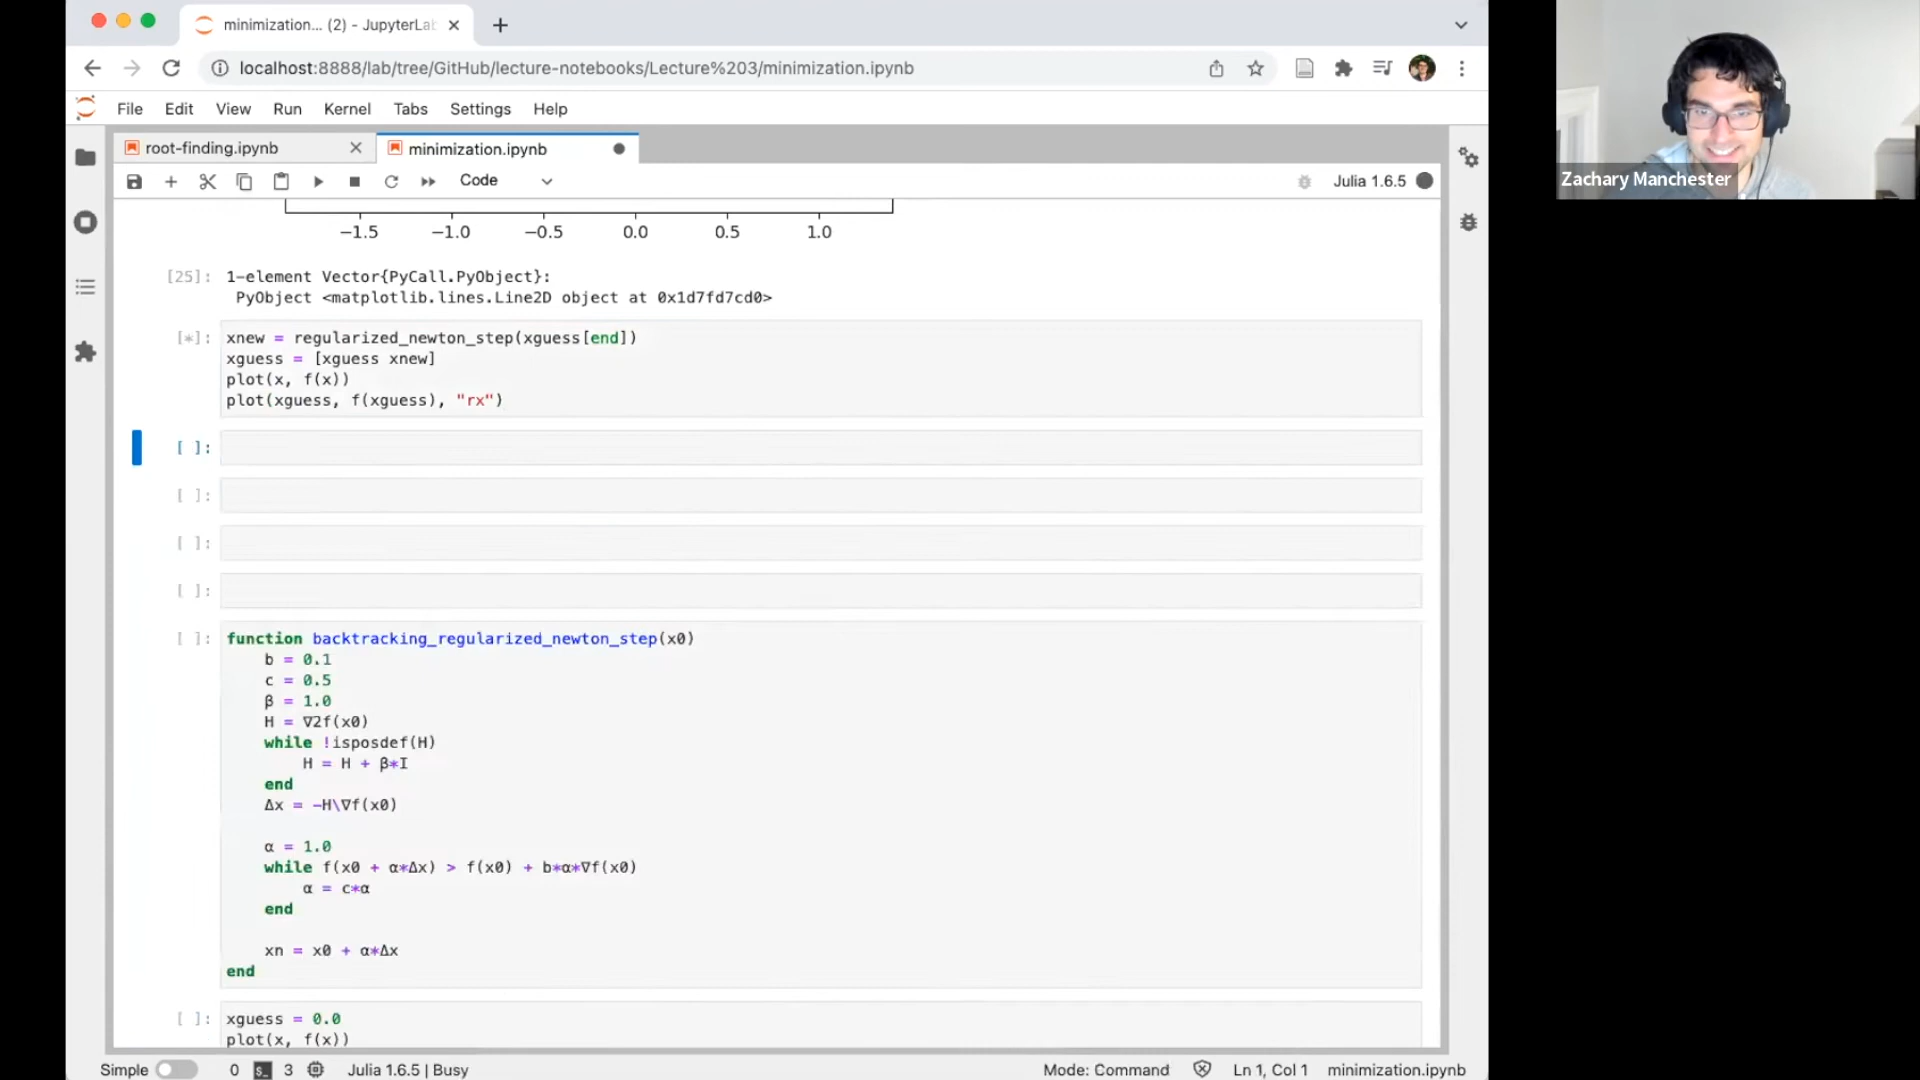 minimization... (2) - JupyterLab
localhost:8888/lab/tree/GitHub/lecture-notebooks/Lecture%203/minimization.ipynb
File Edit View Run Kernel Tabs Settings Help
root-finding.ipynb
minimization.ipynb
Code
Julia 1.6.5
−1.5 −1.0 −0.5 0.0 0.5 1.0
[25]: 1-element Vector{PyCall.PyObject}:
PyObject <matplotlib.lines.Line2D object at 0x1d7fd7cd0>
[*]: xnew = regularized_newton_step(xguess[end])
xguess = [xguess xnew]
plot(x, f(x))
plot(xguess, f(xguess), "rx")
[ ]:
[ ]:
[ ]:
[ ]:
[ ]: function backtracking_regularized_newton_step(x0)
b = 0.1
c = 0.5
β = 1.0
H = ∇2f(x0)
while !isposdef(H)
H = H + β*I
end
Δx = -H\∇f(x0)
α = 1.0
while f(x0 + α*Δx) > f(x0) + b*α*∇f(x0)
α = c*α
end
xn = x0 + α*Δx
end
[ ]: xguess = 0.0
plot(x, f(x))
Simple 0 3 Julia 1.6.5 | Busy Mode: Command Ln 1, Col 1 minimization.ipynb
Zachary Manchester